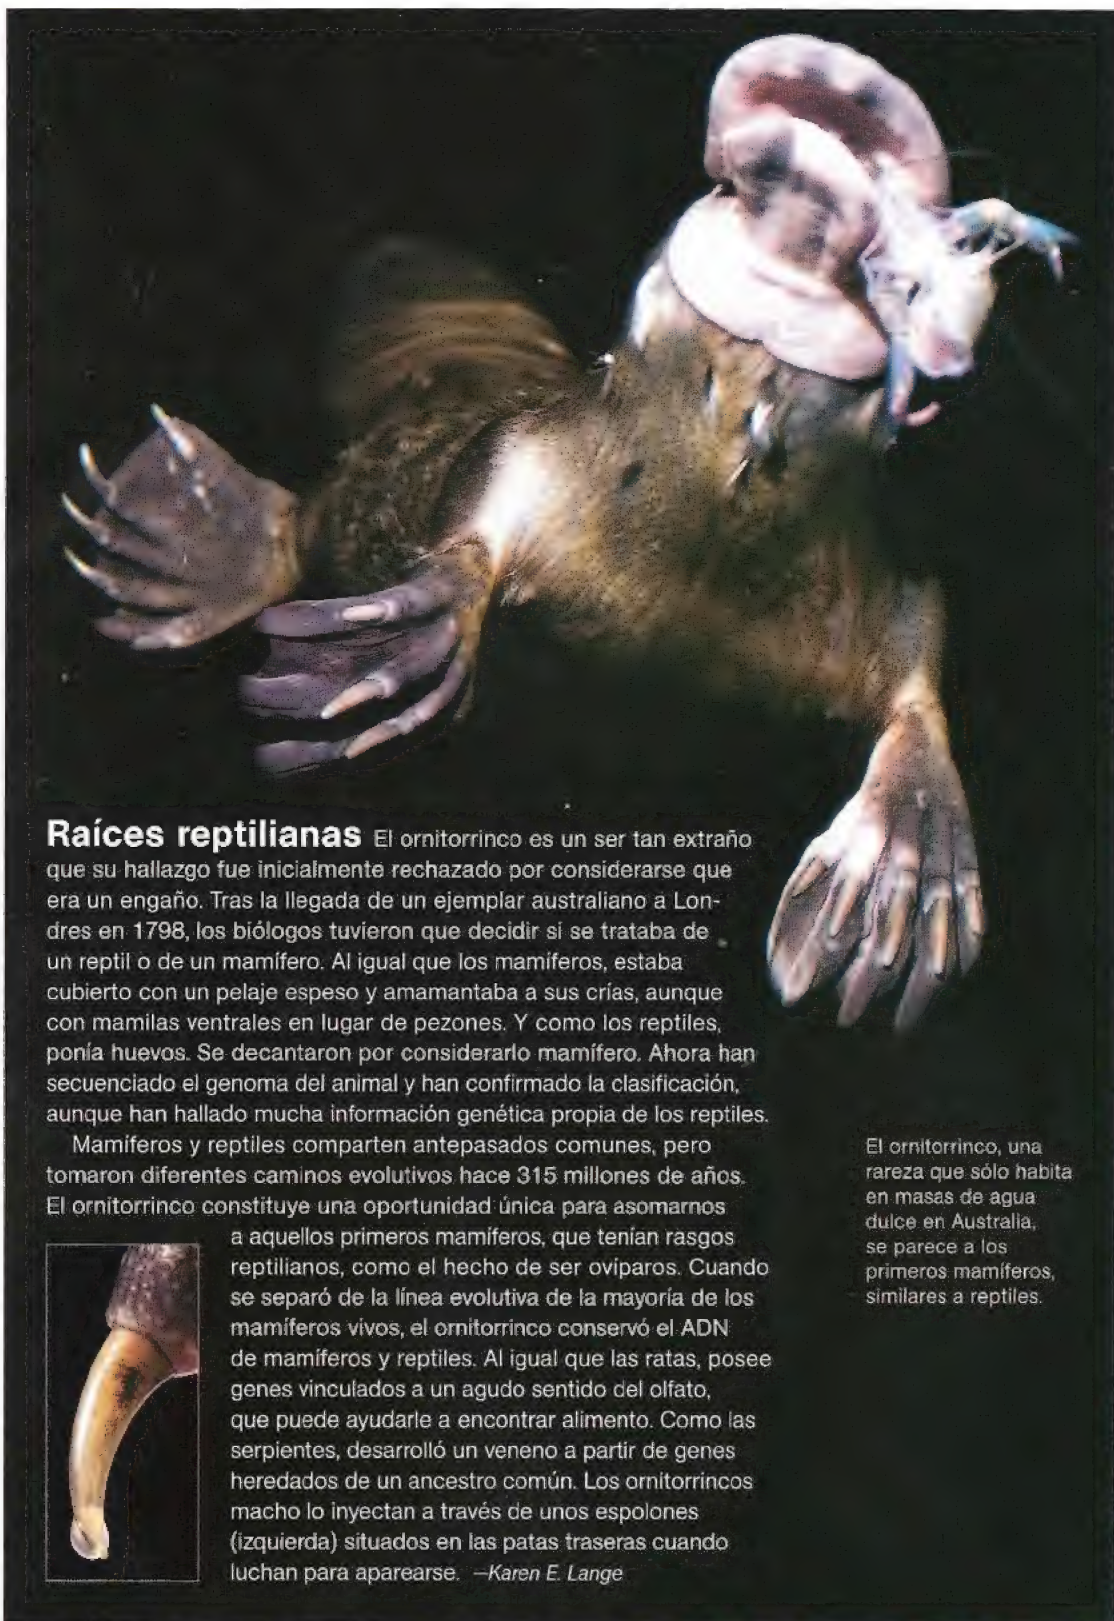 Raíces reptilianas El ornitorrinco es un ser tan extraño
que su hallazgo fue inicialmente rechazado por considerarse que
era un engaño. Tras la llegada de un ejemplar australiano a Lon-
dres en 1798, los biólogos tuvieron que decidir si se trataba de
un reptil o de un mamífero. Al igual que los mamíferos, estaba
cubierto con un pelaje espeso y amamantaba a sus crías, aunque
con mamilas ventrales en lugar de pezones. Y como los reptiles,
ponía huevos. Se decantaron por considerarlo mamífero. Ahora han
secuenciado el genoma del animal y han confirmado la clasificación,
aunque han hallado mucha información genética propia de los reptiles.
Mamíferos y reptiles comparten antepasados comunes, pero
tomaron diferentes caminos evolutivos hace 315 millones de años.
El ornitorrinco constituye una oportunidad única para asomarnos
a aquellos primeros mamíferos, que tenían rasgos
reptilianos, como el hecho de ser ovíparos. Cuando
se separó de la línea evolutiva de la mayoría de los
mamíferos vivos, el ornitorrinco conservó el ADN
de mamíferos y reptiles. Al igual que las ratas, posee
genes vinculados a un agudo sentido del olfato,
que puede ayudarle a encontrar alimento. Como las
serpientes, desarrolló un veneno a partir de genes
heredados de un ancestro común. Los ornitorrincos
macho lo inyectan a través de unos espolones
(izquierda) situados en las patas traseras cuando
luchan para aparearse. —Karen E. Lange
El ornitorrinco, una
rareza que sólo habita
en masas de agua
dulce en Australia,
se parece a los
primeros mamíferos,
similares a reptiles.